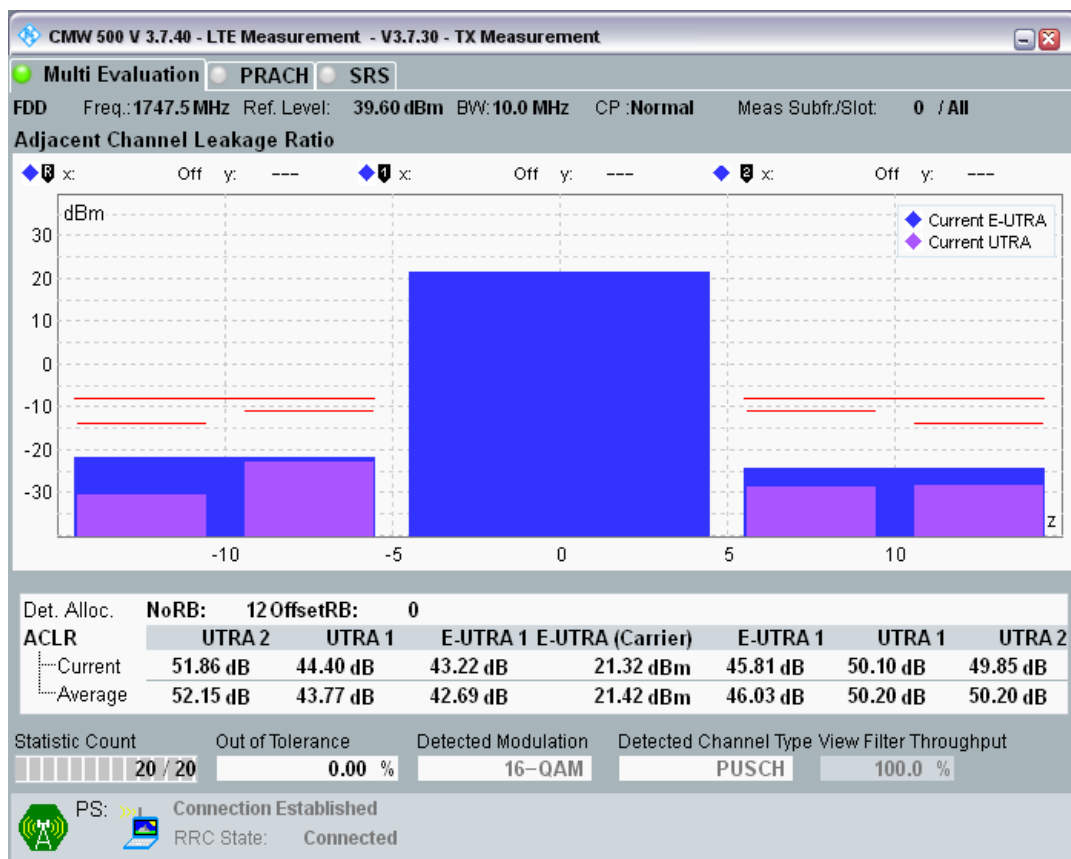 CMW 500 V 3.7.40 - LTE Measurement - V3.7.30 - TX Measurement
Multi Evaluation PRACH SRS
FDD Freq.: 1747.5 MHz Ref. Level: 39.60 dBm BW: 10.0 MHz CP :Normal Meas Subfr./Slot: 0 / All
Adjacent Channel Leakage Ratio
R x: Off y: --- 1 x: Off y: --- 2 x: Off y: ---
dBm
Current E-UTRA
Current UTRA
30
20
10
0
-10
-20
-30
z
-10 -5 0 5 10
Det. Alloc. NoRB: 12 OffsetRB: 0
ACLR UTRA 2 UTRA 1 E-UTRA 1 E-UTRA (Carrier) E-UTRA 1 UTRA 1 UTRA 2
Current 51.86 dB 44.40 dB 43.22 dB 21.32 dBm 45.81 dB 50.10 dB 49.85 dB
Average 52.15 dB 43.77 dB 42.69 dB 21.42 dBm 46.03 dB 50.20 dB 50.20 dB
Statistic Count Out of Tolerance Detected Modulation Detected Channel Type View Filter Throughput
20 / 20 0.00 % 16-QAM PUSCH 100.0 %
PS: Connection Established
RRC State: Connected